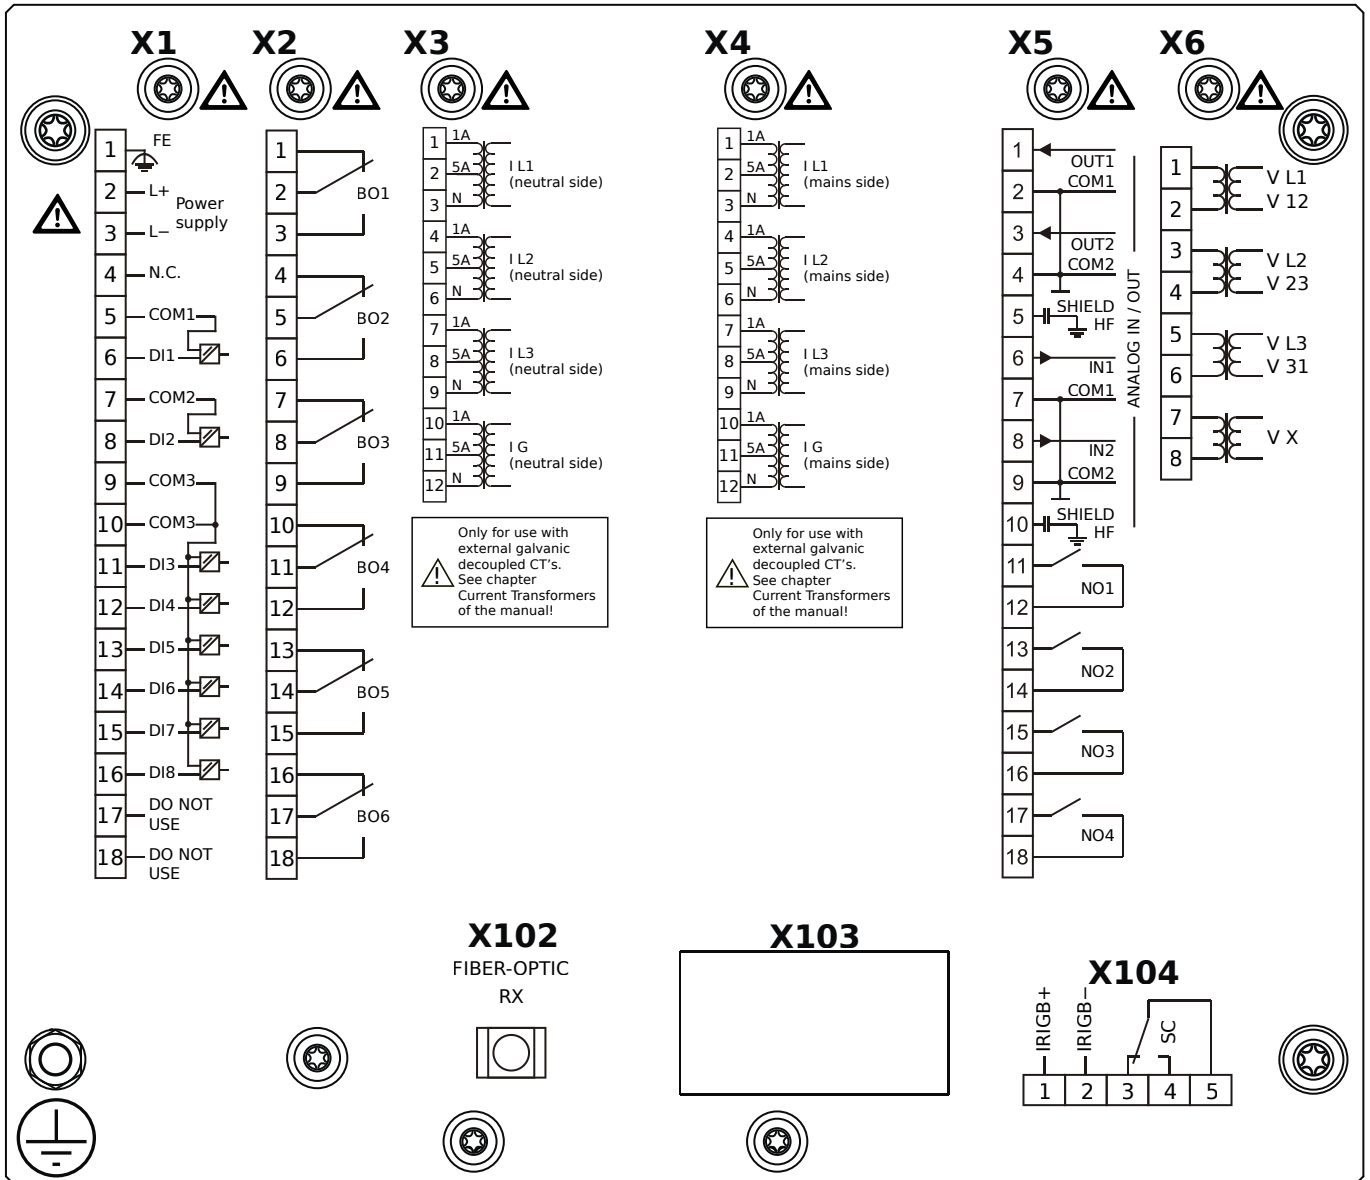 X1
X2
X3
X4
X5
X6
1
FE
2
L+
Power
supply
3
L−
4
N.C.
5
COM1
6
DI1
7
COM2
8
DI2
9
COM3
10
COM3
11
DI3
12
DI4
13
DI5
14
DI6
15
DI7
16
DI8
17
DO NOT
USE
18
DO NOT
USE
1
2
BO1
3
4
5
BO2
6
7
8
BO3
9
10
11
BO4
12
13
14
BO5
15
16
17
BO6
18
1
1A
2
5A
I L1
(neutral side)
3
N
4
1A
5
5A
I L2
(neutral side)
6
N
7
1A
8
5A
I L3
(neutral side)
9
N
10
1A
11
5A
I G
(neutral side)
12
N
Only for use with
external galvanic
decoupled CT's.
See chapter
Current Transformers
of the manual!
1
1A
2
5A
I L1
(mains side)
3
N
4
1A
5
5A
I L2
(mains side)
6
N
7
1A
8
5A
I L3
(mains side)
9
N
10
1A
11
5A
I G
(mains side)
12
N
Only for use with
external galvanic
decoupled CT's.
See chapter
Current Transformers
of the manual!
1
OUT1
2
COM1
3
OUT2
4
COM2
5
SHIELD
HF
6
IN1
7
COM1
8
IN2
9
COM2
10
SHIELD
HF
ANALOG IN / OUT
11
NO1
12
13
NO2
14
15
NO3
16
17
NO4
18
1
V L1
2
V 12
3
V L2
4
V 23
5
V L3
6
V 31
7
V X
8
X102
FIBER-OPTIC
RX
X103
X104
IRIGB+
IRIGB−
SC
1 2 3 4 5